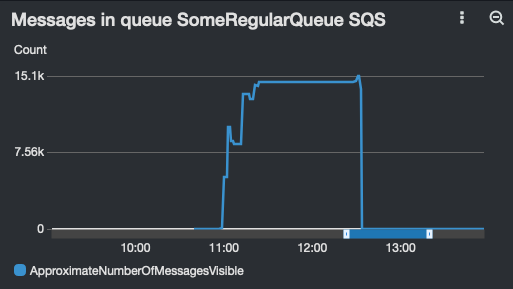 Messages in queue SomeRegularQueue SQS
Count
15.1k
7.56k
0
10:00 11:00 12:00 13:00
ApproximateNumberOfMessagesVisible